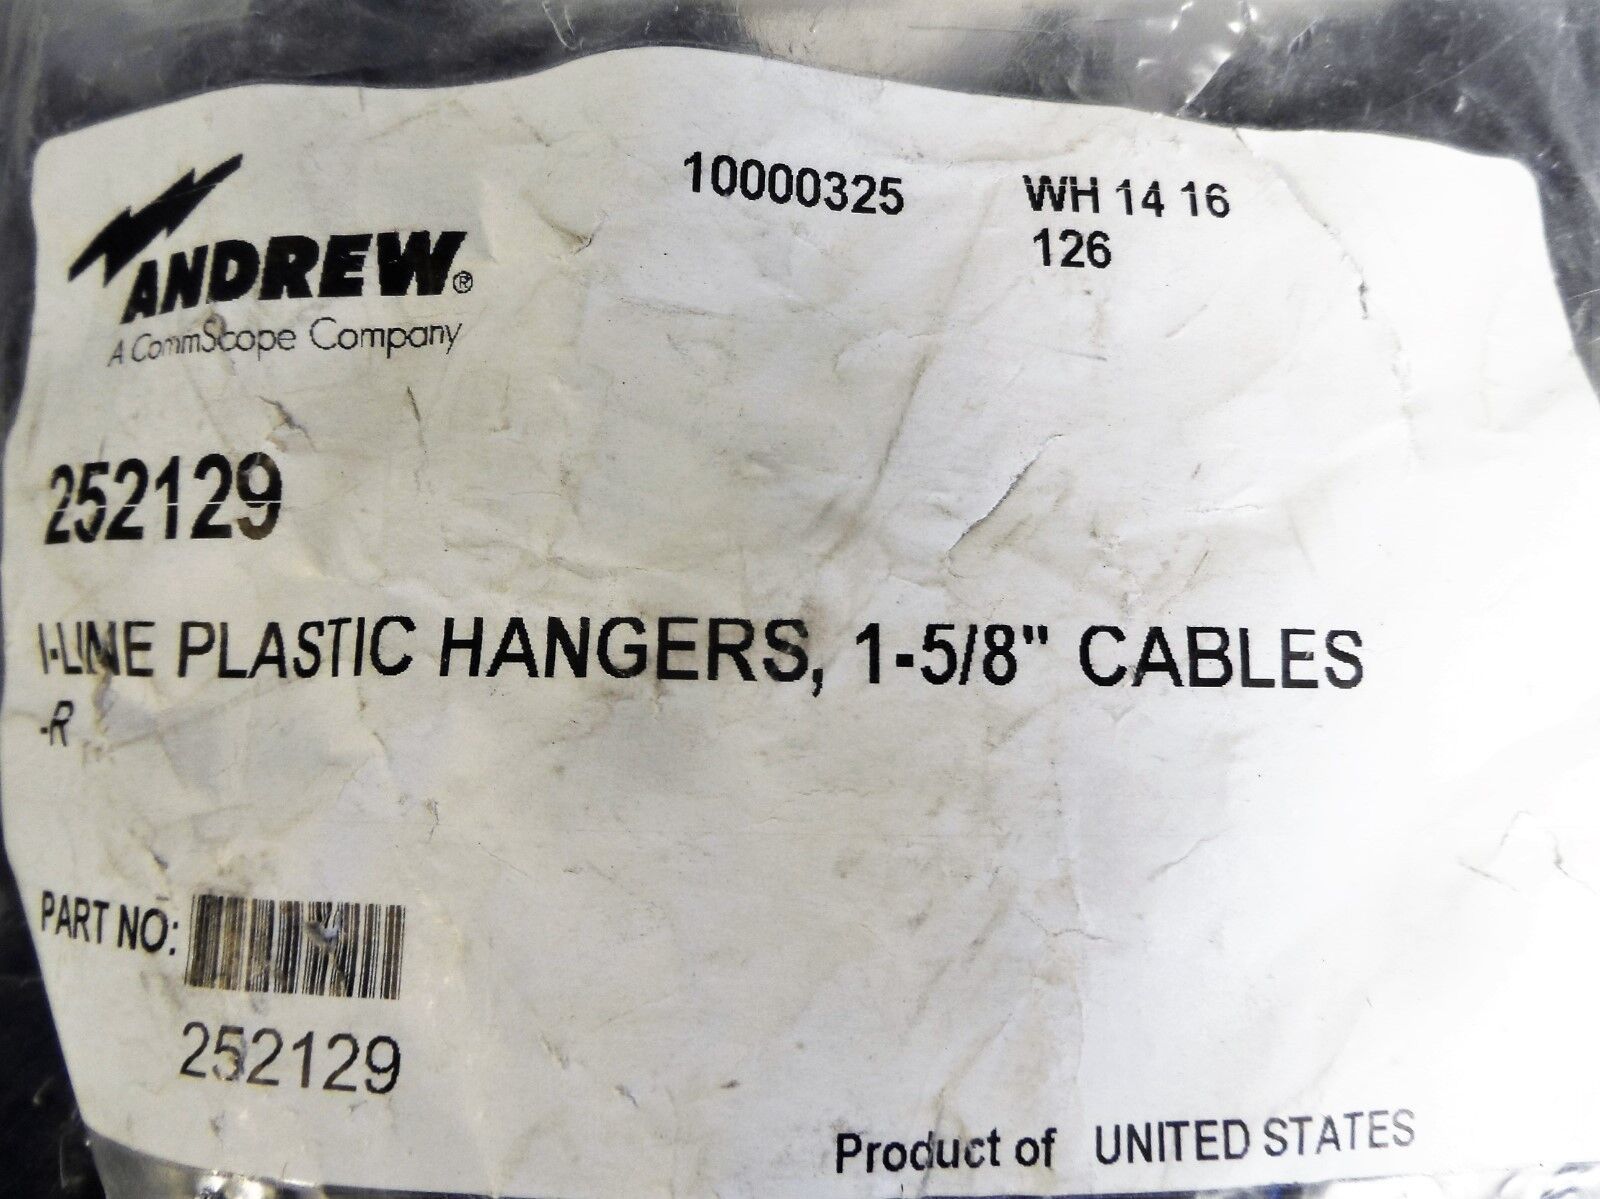 10000325 WH 14 16
126
ANDREW®
A CommScope Company
252129
I-LINE PLASTIC HANGERS, 1-5/8" CABLES
-R
PART NO:
252129
Product of UNITED STATES